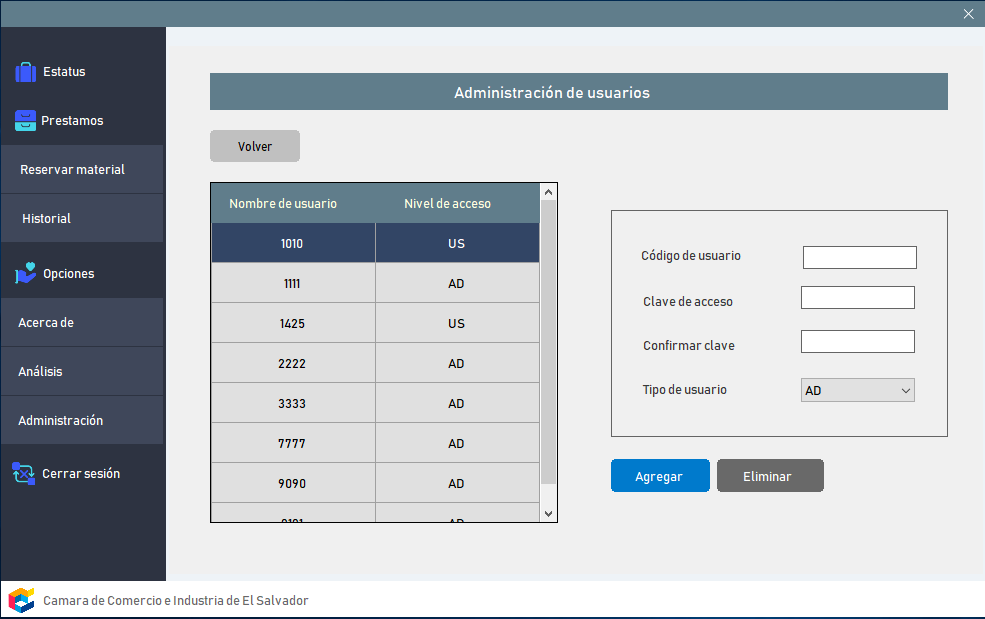 Estatus
Prestamos
Reservar material
Historial
Opciones
Acerca de
Análisis
Administración
Cerrar sesión
Administración de usuarios
Volver
Nombre de usuario Nivel de acceso
1010 US
1111 AD
1425 US
2222 AD
3333 AD
7777 AD
9090 AD
AD
Código de usuario
Clave de acceso
Confirmar clave
Tipo de usuario AD
Agregar Eliminar
Camara de Comercio e Industria de El Salvador